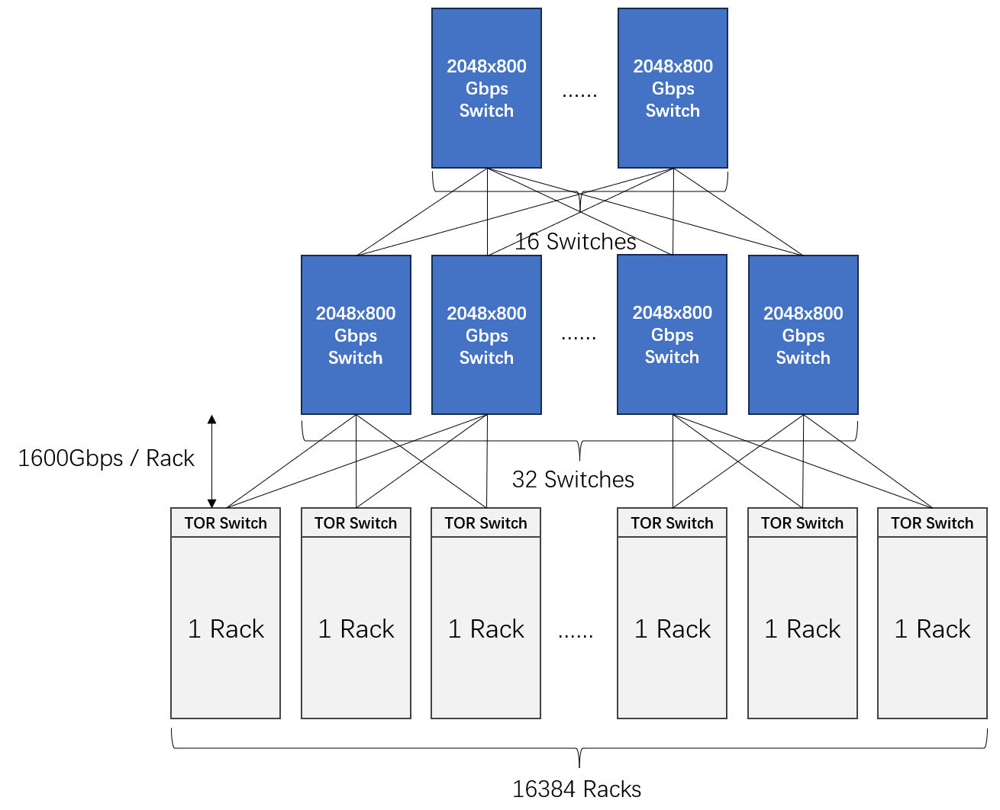 2048x800
Gbps
Switch
......
2048x800
Gbps
Switch
16 Switches
2048x800
Gbps
Switch
2048x800
Gbps
Switch
......
2048x800
Gbps
Switch
2048x800
Gbps
Switch
1600Gbps / Rack
32 Switches
TOR Switch
TOR Switch
TOR Switch
TOR Switch
TOR Switch
TOR Switch
1 Rack
1 Rack
1 Rack
......
1 Rack
1 Rack
1 Rack
16384 Racks